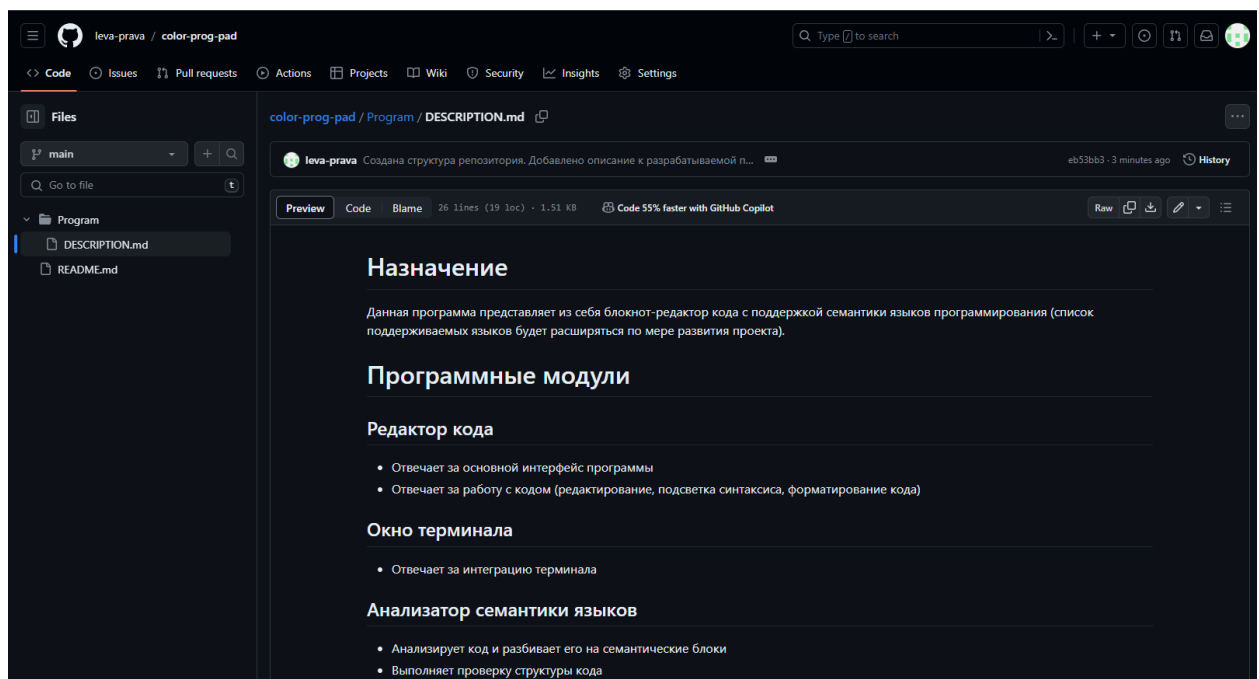 leva-prava / color-prog-pad
Type / to search
Code Issues Pull requests Actions Projects Wiki Security Insights Settings
Files
color-prog-pad / Program / DESCRIPTION.md
main
leva-prava Создана структура репозитория. Добавлено описание к разрабатываемой п... eb53bb3 · 3 minutes ago History
Go to file t
Preview Code Blame 26 lines (19 loc) · 1.51 KB Code 55% faster with GitHub Copilot Raw
Program
DESCRIPTION.md
README.md
Назначение
Данная программа представляет из себя блокнот-редактор кода с поддержкой семантики языков программирования (список
поддерживаемых языков будет расширяться по мере развития проекта).
Программные модули
Редактор кода
• Отвечает за основной интерфейс программы
• Отвечает за работу с кодом (редактирование, подсветка синтаксиса, форматирование кода)
Окно терминала
• Отвечает за интеграцию терминала
Анализатор семантики языков
• Анализирует код и разбивает его на семантические блоки
• Выполняет проверку структуры кода